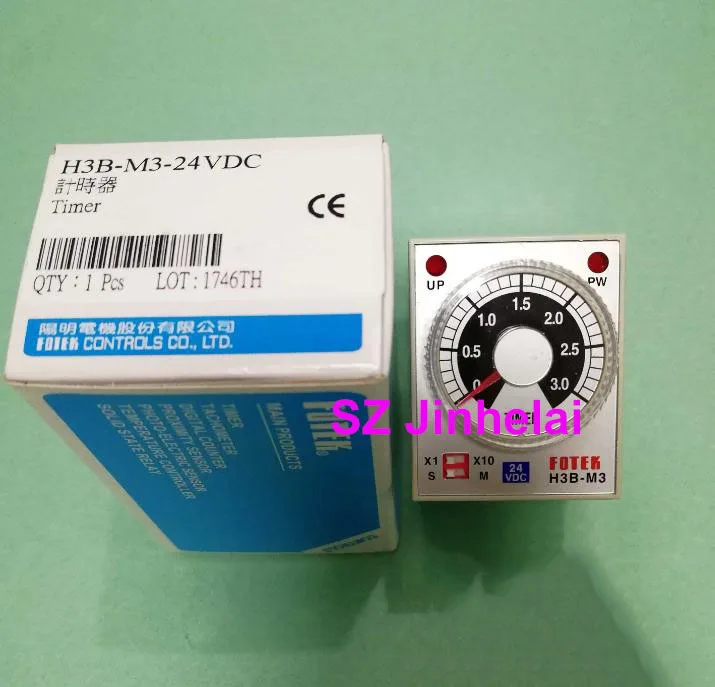 H3B-M3-24VDC
計時器
Timer
CE
QTY : 1 Pcs LOT : 1746TH
陽明電機股份有限公司
FOTEK CONTROLS CO., LTD.
FOTEK
MAIN PRODUCTS
TIMER
TACHOMETER
DIGITAL COUNTER
PROXIMITY SENSOR
PHOTO ELECTRIC SENSOR
TEMPERATURE CONTROLLER
SOLID STATE RELAY
UP
PW
0
0.5
1.0
1.5
2.0
2.5
3.0
TIMER
SZ Jinhelai
X1 X10
S M
24
VDC
FOTEK
H3B-M3